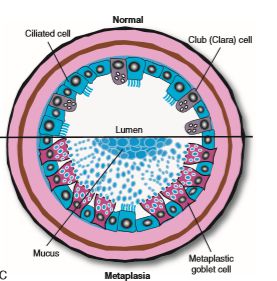 Normal
Ciliated cell
Club (Clara) cell
Lumen
Mucus
Metaplastic
goblet cell
C
Metaplasia